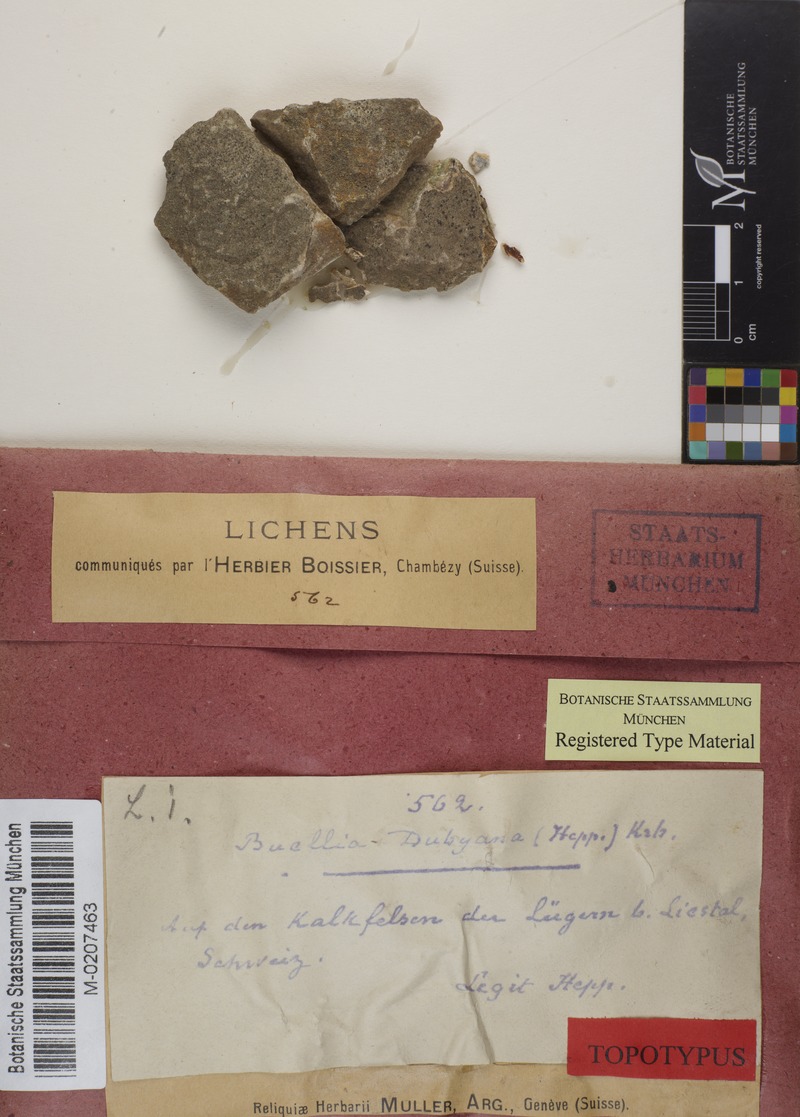 BOTANISCHE
STAATSSAMMLUNG
MÜNCHEN
2
1
0
cm
copyright reserved
LICHENS
communiqués par l'HERBIER BOISSIER, Chambézy (Suisse).
562
STAATS-
HERBARIUM
MÜNCHEN
BOTANISCHE STAATSSAMMLUNG
MÜNCHEN
Registered Type Material
L. 1.
562.
Buellia Dubyana (Hepp.) Krb.
Auf den Kalkfelsen der Lügern b. Liestal,
Schweiz.
Legit Hepp.
TOPOTYPUS
Reliquiæ Herbarii MULLER, ARG., Genève (Suisse).
Botanische Staatssammlung München
M-0207463